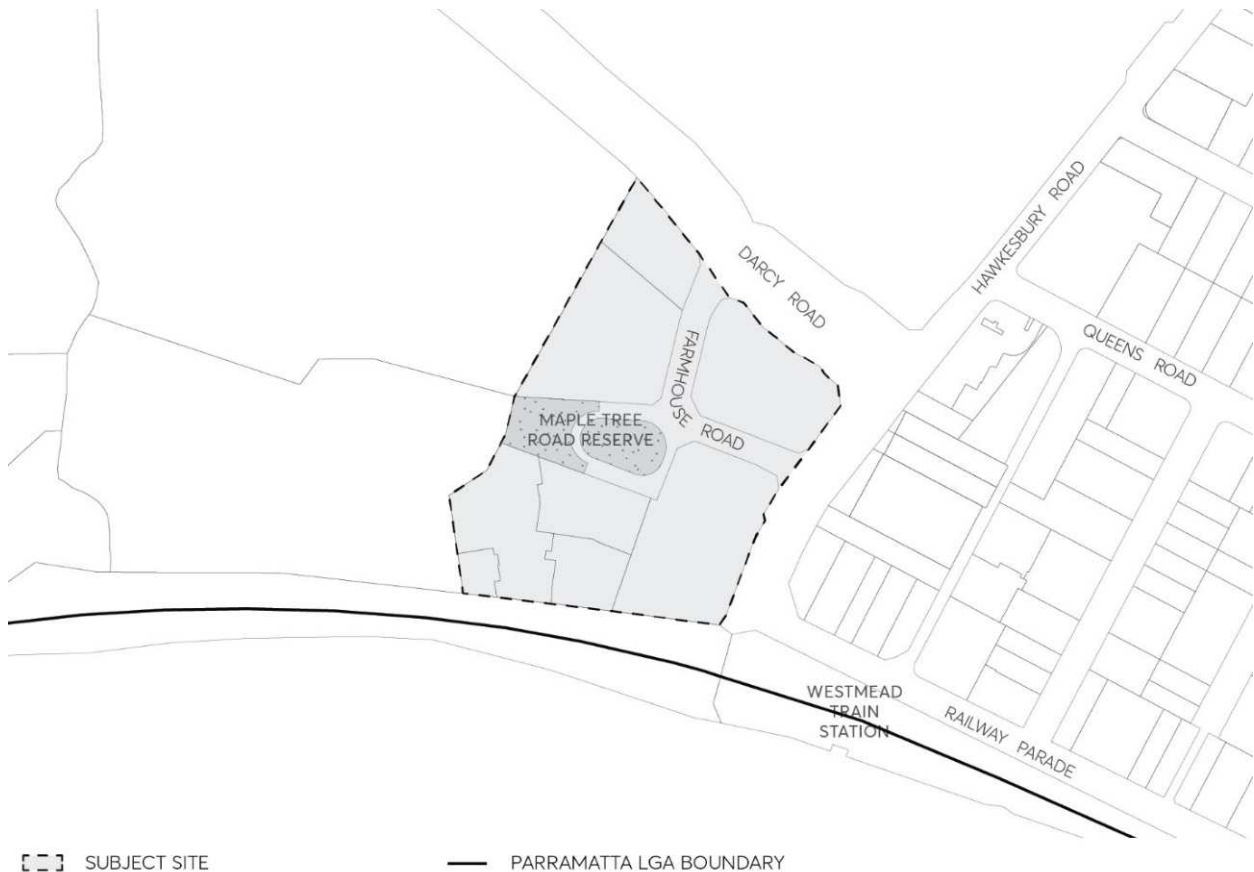 DARCY ROAD
HAWKESBURY ROAD
QUEENS ROAD
FARMHOUSE ROAD
MAPLE TREE
ROAD RESERVE
WESTMEAD
TRAIN
STATION
RAILWAY PARADE
SUBJECT SITE
PARRAMATTA LGA BOUNDARY